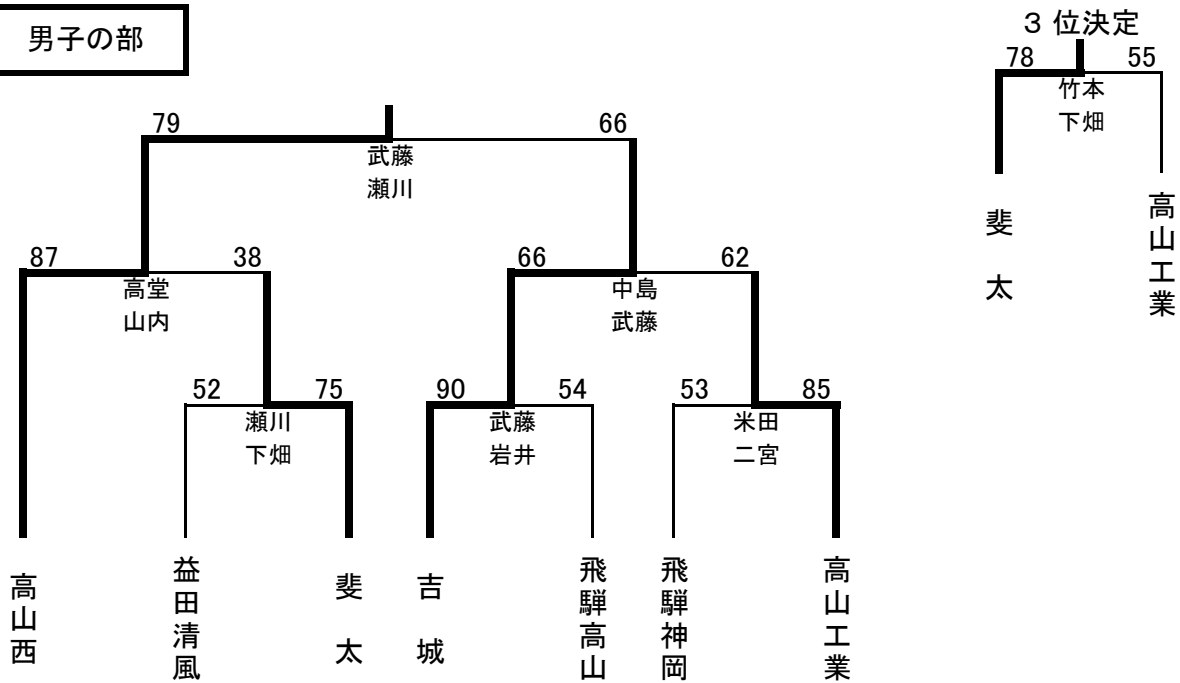 男子の部
3 位決定
78 55
竹本
下畑
斐太
高山工業
79 66
武藤
瀬川
87 38 66 62
高堂 中島
山内 武藤
52 75 90 54 53 85
瀬川 武藤 米田
下畑 岩井 二宮
高山西
益田清風
斐太
吉城
飛騨高山
飛騨神岡
高山工業